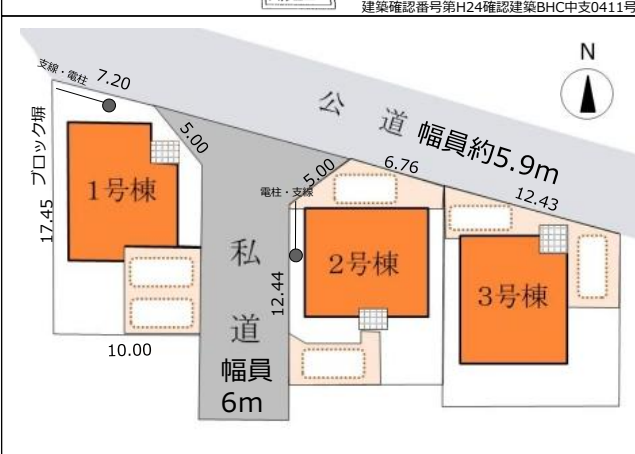 建築確認番号第H24確認建築BHC中支0411号
N
支線・電柱
7.20
公道 幅員約5.9m
ブロック塀
17.45
5.00
5.00
6.76
12.43
電柱・支線
1号棟
私道
幅員
6m
12.44
2号棟
3号棟
10.00